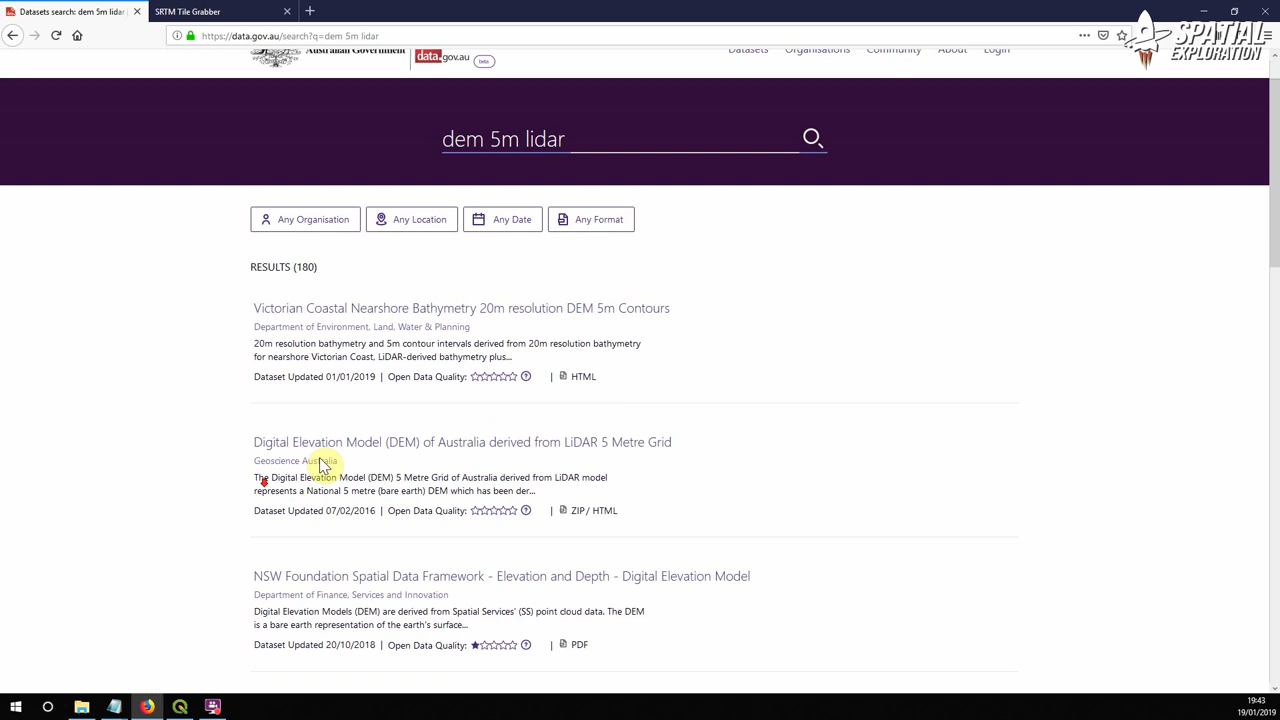 Datasets search: dem 5m lidar
SRTM Tile Grabber
https://data.gov.au/search?q=dem 5m lidar
SPATIAL
EXPLORATION
Australian Government
data.gov.au
beta
Datasets
Organisations
Community
About
Login
dem 5m lidar
Any Organisation
Any Location
Any Date
Any Format
RESULTS (180)
Victorian Coastal Nearshore Bathymetry 20m resolution DEM 5m Contours
Department of Environment, Land, Water & Planning
20m resolution bathymetry and 5m contour intervals derived from 20m resolution bathymetry
for nearshore Victorian Coast, LiDAR-derived bathymetry plus...
Dataset Updated 01/01/2019 | Open Data Quality: ? | HTML
Digital Elevation Model (DEM) of Australia derived from LiDAR 5 Metre Grid
Geoscience Australia
The Digital Elevation Model (DEM) 5 Metre Grid of Australia derived from LiDAR model
represents a National 5 metre (bare earth) DEM which has been der...
Dataset Updated 07/02/2016 | Open Data Quality: ? | ZIP/ HTML
NSW Foundation Spatial Data Framework - Elevation and Depth - Digital Elevation Model
Department of Finance, Services and Innovation
Digital Elevation Models (DEM) are derived from Spatial Services' (SS) point cloud data. The DEM
is a bare earth representation of the earth's surface...
Dataset Updated 20/10/2018 | Open Data Quality: ? | PDF
19:43
19/01/2019